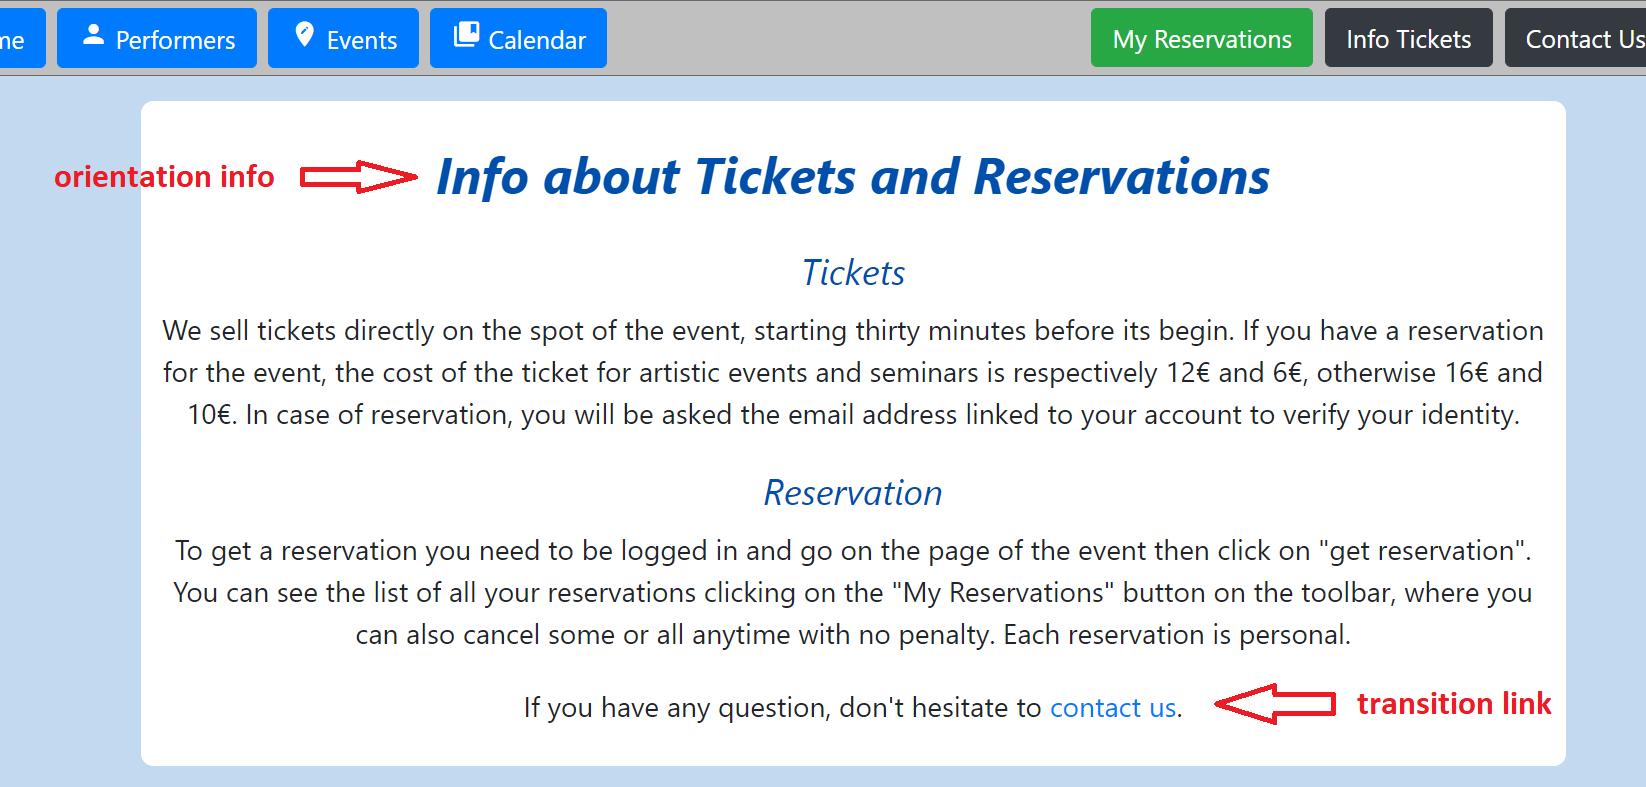 me Performers Events Calendar My Reservations Info Tickets Contact Us
orientation info Info about Tickets and Reservations
Tickets
We sell tickets directly on the spot of the event, starting thirty minutes before its begin. If you have a reservation
for the event, the cost of the ticket for artistic events and seminars is respectively 12€ and 6€, otherwise 16€ and
10€. In case of reservation, you will be asked the email address linked to your account to verify your identity.
Reservation
To get a reservation you need to be logged in and go on the page of the event then click on "get reservation".
You can see the list of all your reservations clicking on the "My Reservations" button on the toolbar, where you
can also cancel some or all anytime with no penalty. Each reservation is personal.
If you have any question, don't hesitate to contact us. transition link